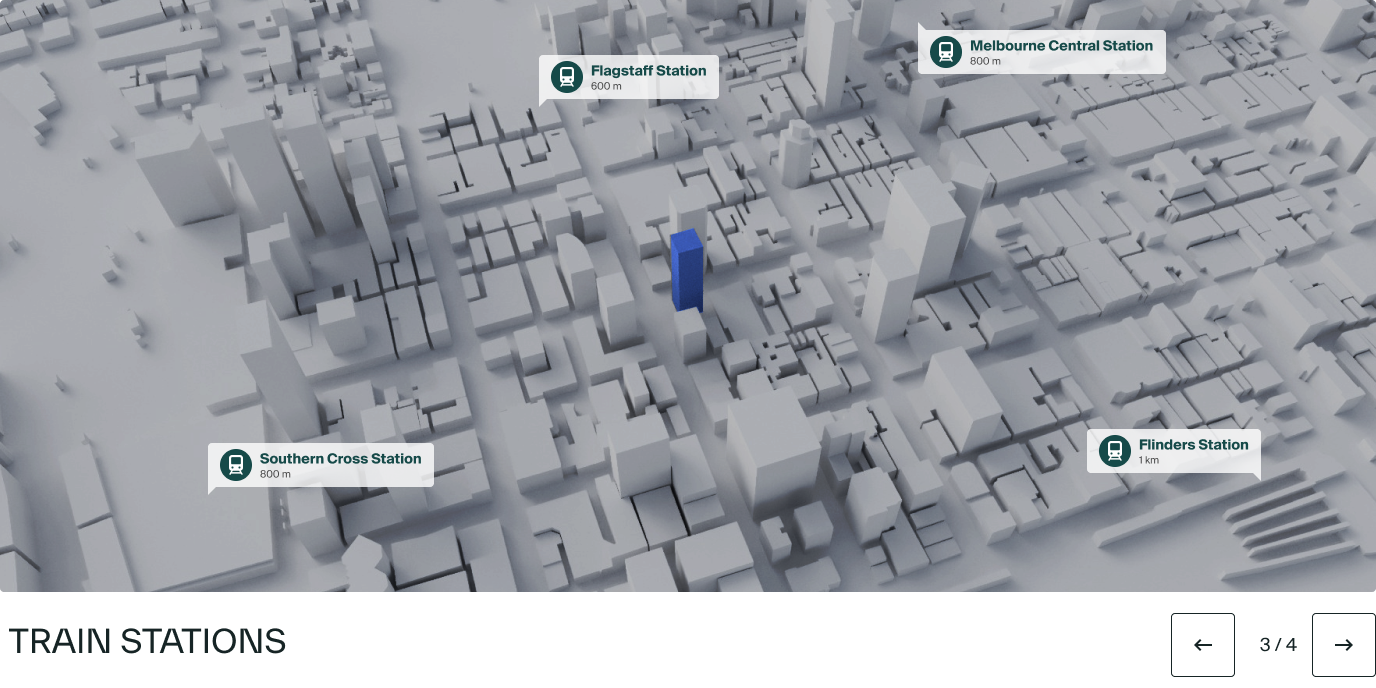 Melbourne Central Station
800 m
Flagstaff Station
600 m
Flinders Station
1 km
Southern Cross Station
800 m
TRAIN STATIONS
← 3 / 4 →